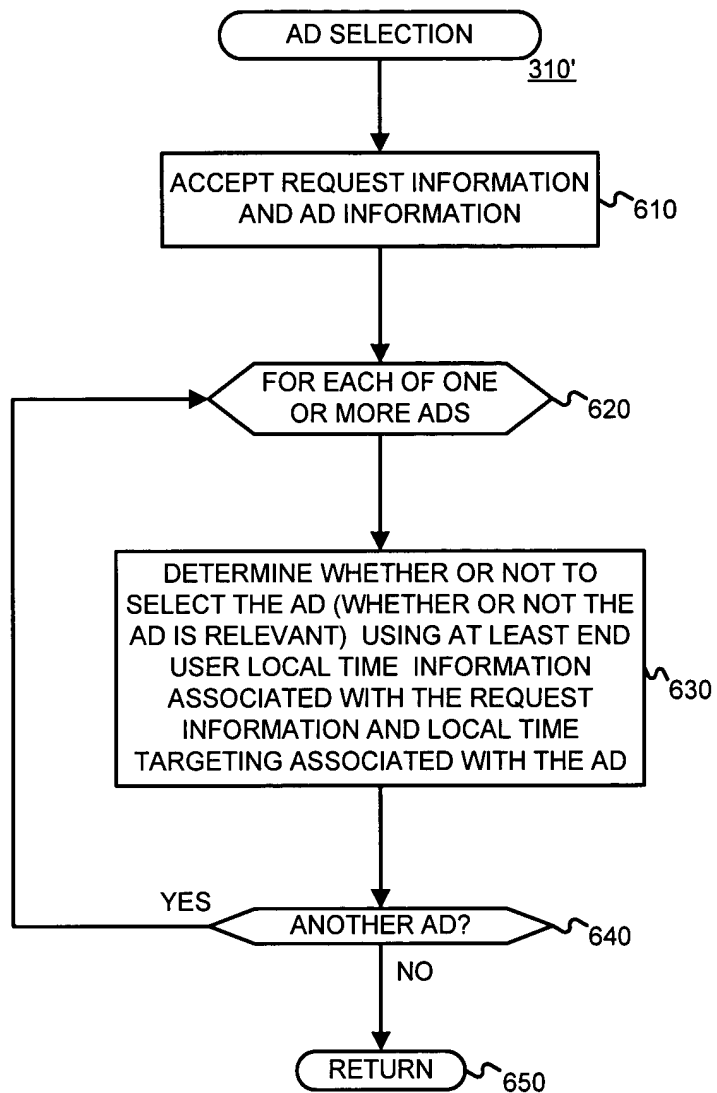 AD SELECTION
310'
ACCEPT REQUEST INFORMATION
AND AD INFORMATION
610
FOR EACH OF ONE
OR MORE ADS
620
DETERMINE WHETHER OR NOT TO
SELECT THE AD (WHETHER OR NOT THE
AD IS RELEVANT) USING AT LEAST END
USER LOCAL TIME INFORMATION
ASSOCIATED WITH THE REQUEST
INFORMATION AND LOCAL TIME
TARGETING ASSOCIATED WITH THE AD
630
YES
ANOTHER AD?
640
NO
RETURN
650